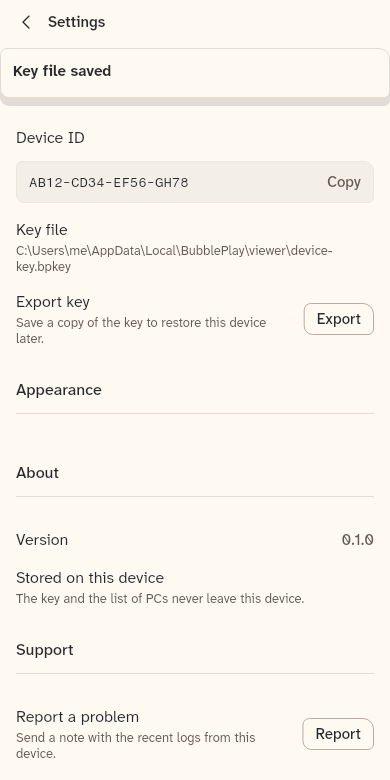 Settings
Key file saved
Device ID
AB12-CD34-EF56-GH78
Copy
Key file
C:\Users\me\AppData\Local\BubblePlay\viewer\device-
key.bpkey
Export key
Save a copy of the key to restore this device
later.
Export
Appearance
About
Version
0.1.0
Stored on this device
The key and the list of PCs never leave this device.
Support
Report a problem
Send a note with the recent logs from this
device.
Report